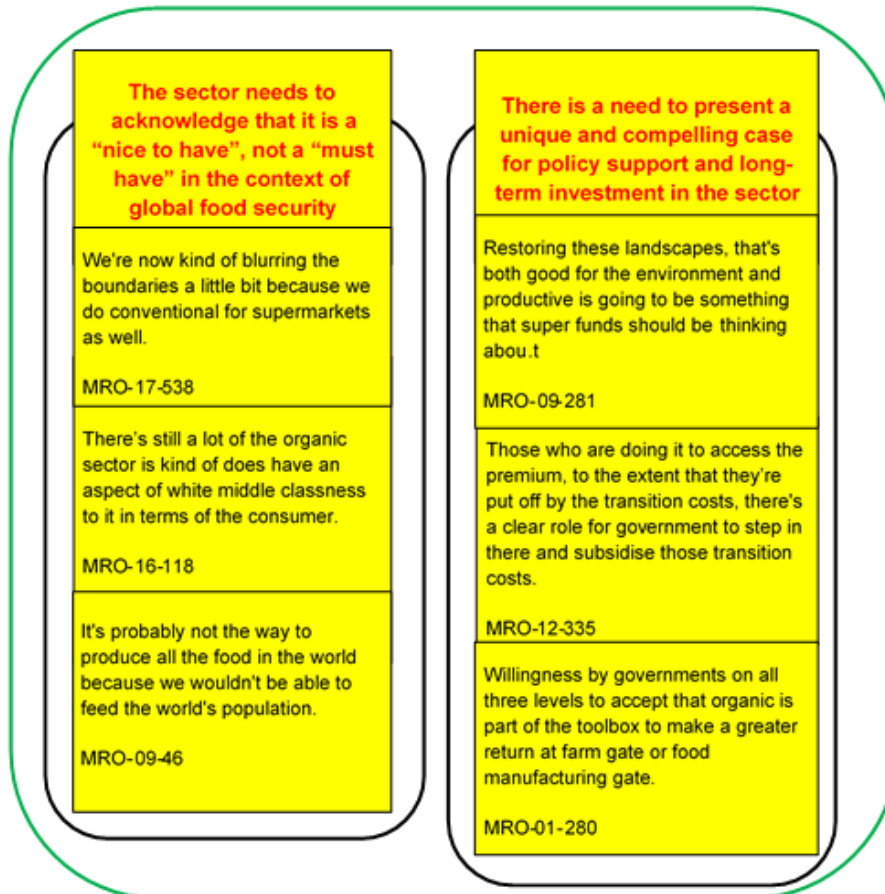 The sector needs to
acknowledge that it is a
“nice to have”, not a “must
have” in the context of
global food security
We're now kind of blurring the
boundaries a little bit because we
do conventional for supermarkets
as well.
MRO-17-538
There’s still a lot of the organic
sector is kind of does have an
aspect of white middle classness
to it in terms of the consumer.
MRO-16-118
It's probably not the way to
produce all the food in the world
because we wouldn't be able to
feed the world's population.
MRO-09-46
There is a need to present a
unique and compelling case
for policy support and long-
term investment in the sector
Restoring these landscapes, that's
both good for the environment and
productive is going to be something
that super funds should be thinking
abou.t
MRO-09-281
Those who are doing it to access the
premium, to the extent that they’re
put off by the transition costs, there's
a clear role for government to step in
there and subsidise those transition
costs.
MRO-12-335
Willingness by governments on all
three levels to accept that organic is
part of the toolbox to make a greater
return at farm gate or food
manufacturing gate.
MRO-01-280